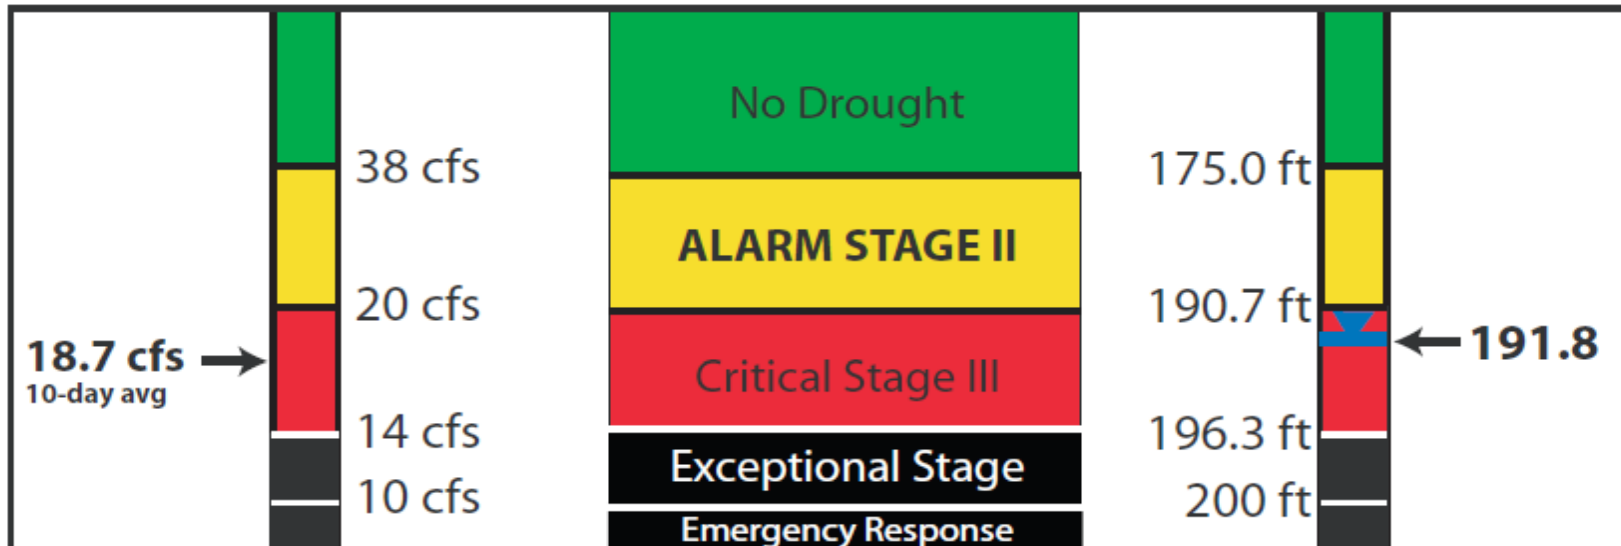 No Drought
38 cfs
175.0 ft
ALARM STAGE II
20 cfs
190.7 ft
18.7 cfs
10-day avg
Critical Stage III
191.8
14 cfs
196.3 ft
Exceptional Stage
10 cfs
200 ft
Emergency Response